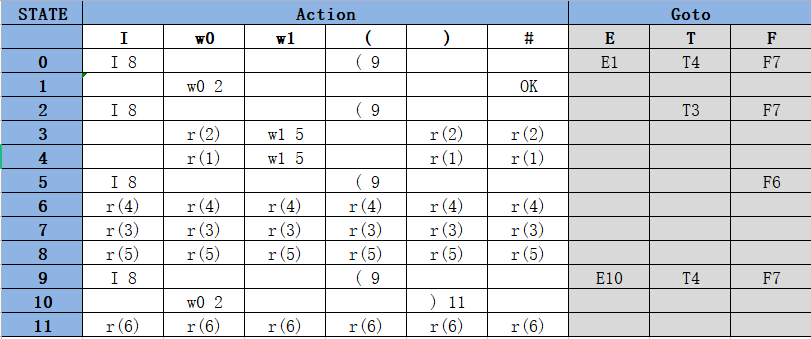 STATE Action Goto
I w0 w1 ( ) # E T F
0 I 8 ( 9 E1 T4 F7
1 w0 2 OK
2 I 8 ( 9 T3 F7
3 r(2) w1 5 r(2) r(2)
4 r(1) w1 5 r(1) r(1)
5 I 8 ( 9 F6
6 r(4) r(4) r(4) r(4) r(4) r(4)
7 r(3) r(3) r(3) r(3) r(3) r(3)
8 r(5) r(5) r(5) r(5) r(5) r(5)
9 I 8 ( 9 E10 T4 F7
10 w0 2 ) 11
11 r(6) r(6) r(6) r(6) r(6) r(6)